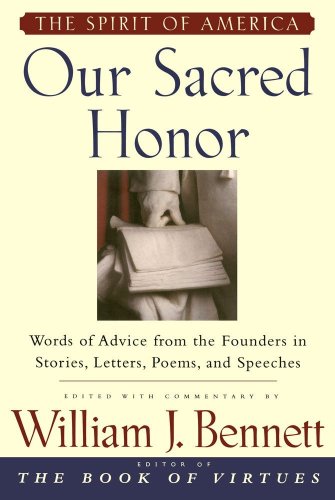 THE SPIRIT OF AMERICA
Our Sacred
Honor
Words of Advice from the Founders in
Stories, Letters, Poems, and Speeches
EDITED WITH COMMENTARY BY
William J. Bennett
EDITOR OF
THE BOOK OF VIRTUES